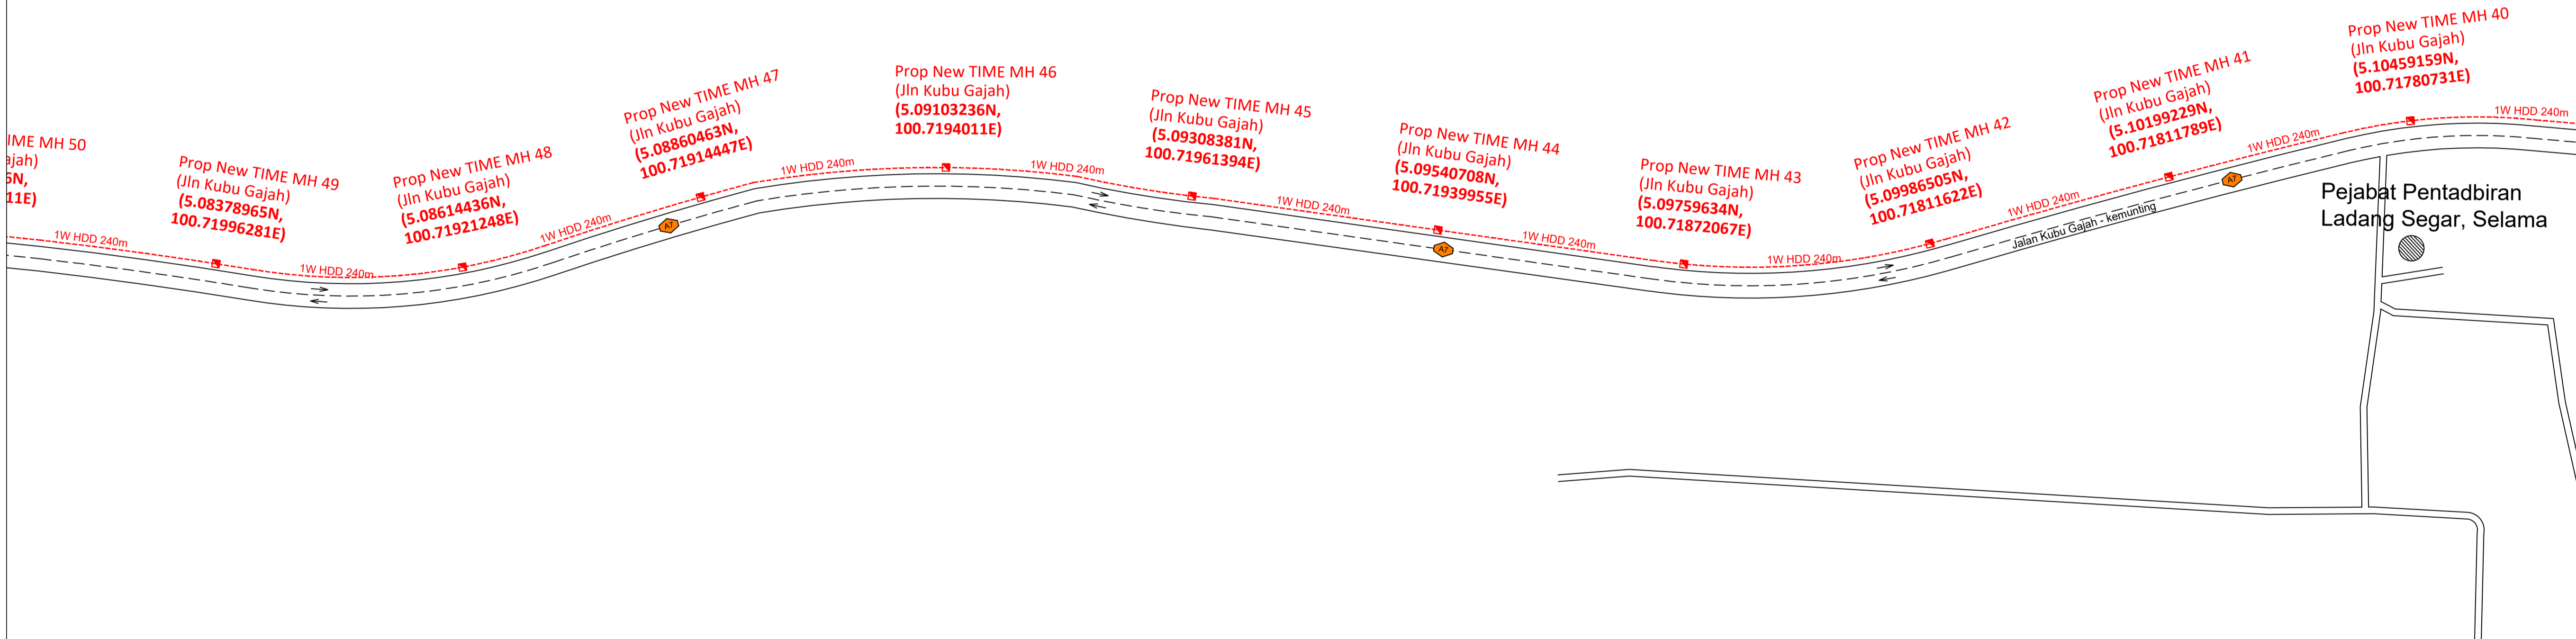 IME MH 50
ajah)
6N,
11E)
1W HDD 240m
Prop New TIME MH 49
(Jln Kubu Gajah)
(5.08378965N,
100.71996281E)
1W HDD 240m
Prop New TIME MH 48
(Jln Kubu Gajah)
(5.08614436N,
100.71921248E)
1W HDD 240m
Prop New TIME MH 47
(Jln Kubu Gajah)
(5.08860463N,
100.71914447E)
A7
1W HDD 240m
Prop New TIME MH 46
(Jln Kubu Gajah)
(5.09103236N,
100.7194011E)
1W HDD 240m
Prop New TIME MH 45
(Jln Kubu Gajah)
(5.09308381N,
100.71961394E)
1W HDD 240m
Prop New TIME MH 44
(Jln Kubu Gajah)
(5.09540708N,
100.71939955E)
A7
1W HDD 240m
Prop New TIME MH 43
(Jln Kubu Gajah)
(5.09759634N,
100.71872067E)
1W HDD 240m
Prop New TIME MH 42
(Jln Kubu Gajah)
(5.09986505N,
100.71811622E)
1W HDD 240m
Jalan Kubu Gajah - kemunting
Prop New TIME MH 41
(Jln Kubu Gajah)
(5.10199229N,
100.71811789E)
A7
1W HDD 240m
Prop New TIME MH 40
(Jln Kubu Gajah)
(5.10459159N,
100.71780731E)
1W HDD 240m
Pejabat Pentadbiran
Ladang Segar, Selama